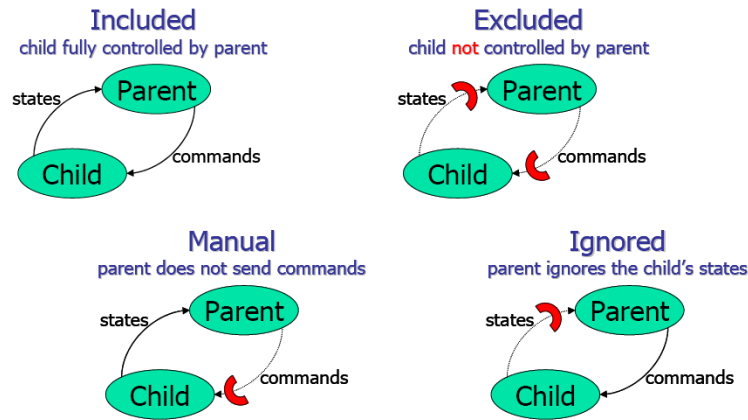 Included
child fully controlled by parent
states
Parent
commands
Child
Excluded
child not controlled by parent
states
Parent
commands
Child
Manual
parent does not send commands
states
Parent
commands
Child
Ignored
parent ignores the child's states
states
Parent
commands
Child